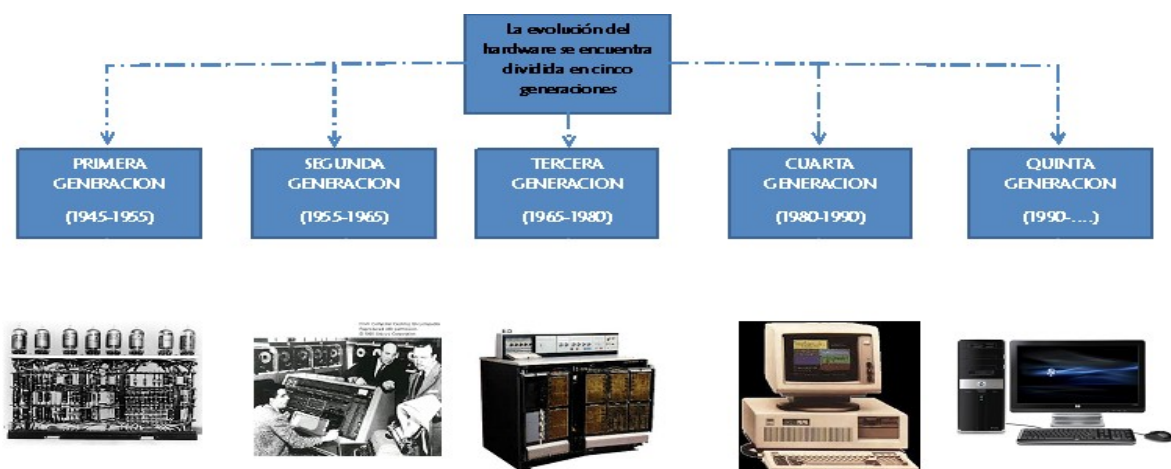 La evolución del
hardware se encuentra
dividida en cinco
generaciones
PRIMERA
GENERACION
(1945-1955)
SEGUNDA
GENERACION
(1955-1965)
TERCERA
GENERACION
(1965-1980)
CUARTA
GENERACION
(1980-1990)
QUINTA
GENERACION
(1990-....)